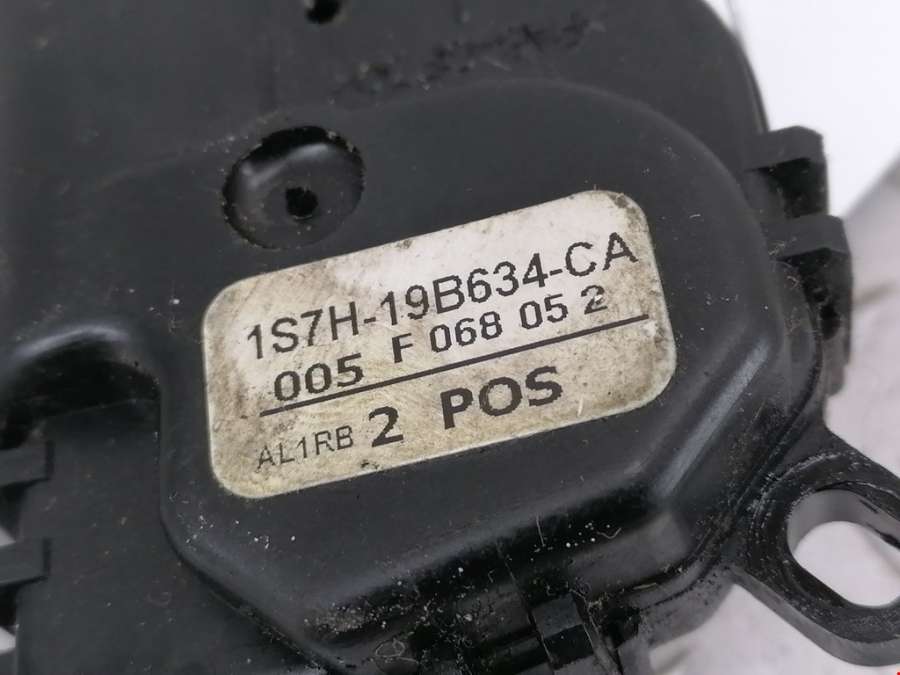 1S7H-19B634-CA
005 F 068 05 2
AL1RB 2 POS